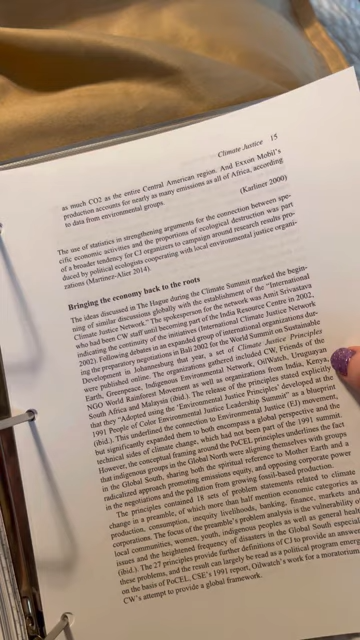 Climate Justice 15
as much CO2 as the entire Central American region. And Exxon Mobil's
production accounts for nearly as many emissions as all of Africa, according
to data from environmental groups.
(Karliner 2000)
The use of statistics in strengthening arguments for the connection between spe-
cific economic activities and the proportions of ecological destruction was part
of a broader tendency for CJ organizers to campaign around research results pro-
duced by political ecologists cooperating with local environmental justice organi-
zations (Martinez-Alier 2014).
Bringing the economy back to the roots
The ideas discussed in The Hague during the Climate Summit marked the begin-
ning of similar discussions globally with the establishment of the "International
Climate Justice Network." The spokesperson for the network was Amit Srivastava
who had been CW staff until becoming part of the India Resource Centre in 2002,
indicating the continuity of the initiatives (International Climate Justice Network
2002). Following debates in an expanded group of international organizations dur-
ing the preparatory negotiations in Bali 2002 for the World Summit on Sustainable
Development in Johannesburg that year, a set of Climate Justice Principles
were published online. The organizations gathered included CW, Friends of the
Earth, Greenpeace, Indigenous Environmental Network, OilWatch, Uruguayan
NGO World Rainforest Movement as well as organizations from India, Kenya,
South Africa and Malaysia (ibid.). The release of the principles stated explicitly
that they "Adopted using the 'Environmental Justice Principles' developed at the
1991 People of Color Environmental Justice Leadership Summit" as a blueprint
(ibid.). This underlined the connection to the Environmental Justice (EJ) movement,
but significantly expanded them to both encompass a global perspective and the
technical sides of climate change, which had not been part of the 1991 summit.
However, the conceptual framing around the PoCEL principles underlines the fact
that indigenous groups in the Global North were aligning themselves with groups
in the Global South, sharing both the spiritual reference to Mother Earth and a
radicalized approach promoting emissions equity, and opposing corporate power
in the negotiations and the pollution from growing fossil-based production.
The principles contained 18 sets of problem statements related to climate
change in a preamble, of which more than half mention economic categories as
production, consumption, inequity livelihoods, banking, finance, markets and
corporations. The focus of the preamble's problem analysis is the vulnerability of
local communities, women, youth, indigenous peoples as well as general health
issues and the heightened frequency of disasters in the Global South especia
(ibid.). The 27 principles provide further definitions of CJ to provide an answer
these problems, and the result can largely be read as a political program emerg
on the basis of PoCEL, CSE's 1991 report, Oilwatch's work for a moratorium
CW's attempt to provide a global framework.